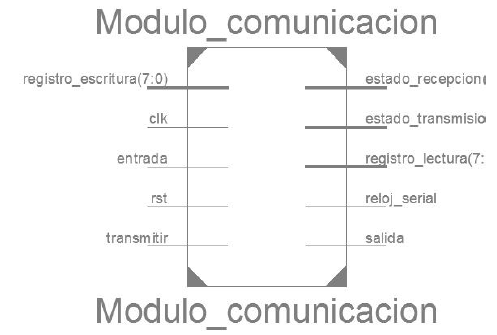 Modulo_comunicacion
registro_escritura(7:0)
estado_recepcion(
clk
estado_transmisio
entrada
registro_lectura(7:
rst
reloj_serial
transmitir
salida
Modulo_comunicacion